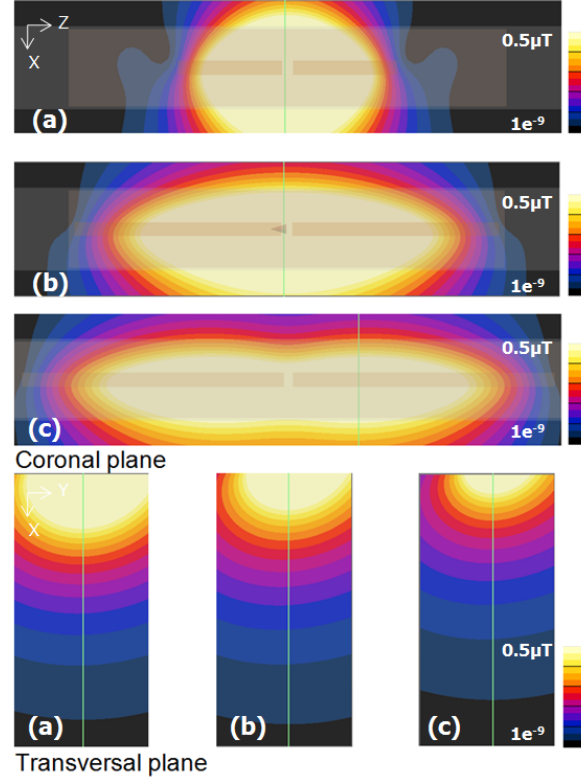 Z
X
0.5µT
(a)
1e-9
0.5µT
(b)
1e-9
0.5µT
(c)
1e-9
Coronal plane
Y
X
0.5µT
(a)
(b)
(c)
1e-9
Transversal plane